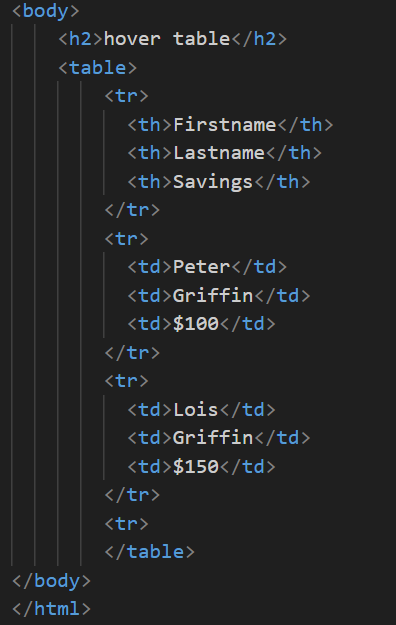 <body>
<h2>hover table</h2>
<table>
<tr>
<th>Firstname</th>
<th>Lastname</th>
<th>Savings</th>
</tr>
<tr>
<td>Peter</td>
<td>Griffin</td>
<td>$100</td>
</tr>
<tr>
<td>Lois</td>
<td>Griffin</td>
<td>$150</td>
</tr>
<tr>
</table>
</body>
</html>